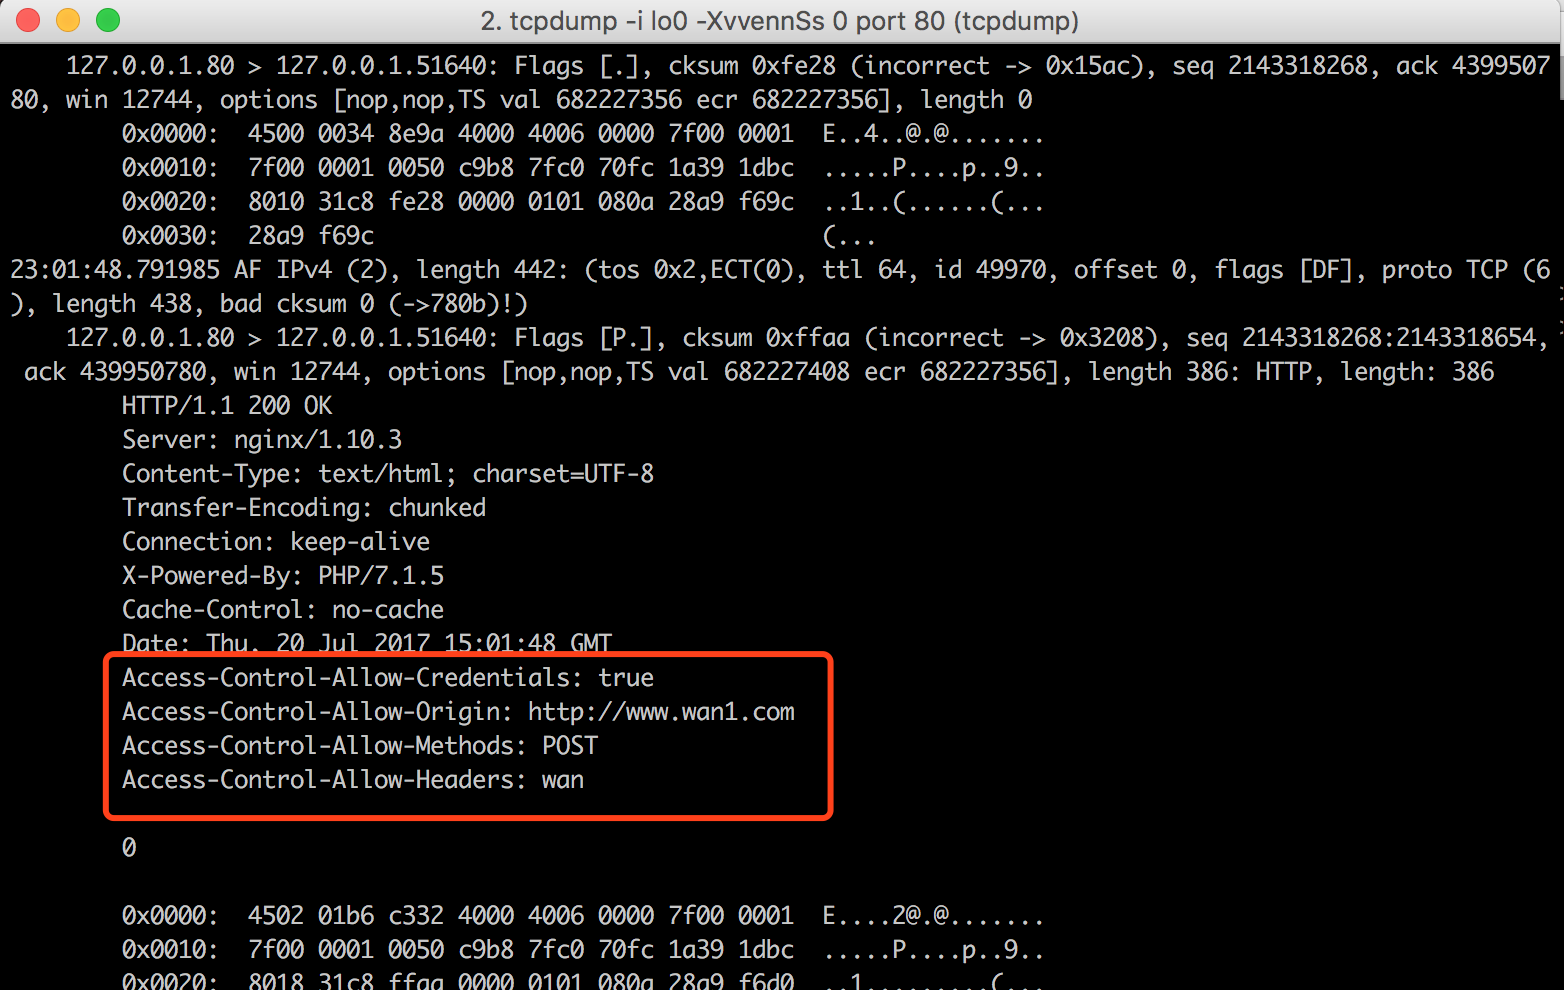 2. tcpdump -i lo0 -XvvennSs 0 port 80 (tcpdump)
127.0.0.1.80 > 127.0.0.1.51640: Flags [.], cksum 0xfe28 (incorrect -> 0x15ac), seq 2143318268, ack 4399507
80, win 12744, options [nop,nop,TS val 682227356 ecr 682227356], length 0
0x0000:  4500 0034 8e9a 4000 4006 0000 7f00 0001  E..4..@.@.......
0x0010:  7f00 0001 0050 c9b8 7fc0 70fc 1a39 1dbc  .....P....p..9..
0x0020:  8010 31c8 fe28 0000 0101 080a 28a9 f69c  ..1..(......(...
0x0030:  28a9 f69c                                (...
23:01:48.791985 AF IPv4 (2), length 442: (tos 0x2,ECT(0), ttl 64, id 49970, offset 0, flags [DF], proto TCP (6
), length 438, bad cksum 0 (->780b)!)
127.0.0.1.80 > 127.0.0.1.51640: Flags [P.], cksum 0xffaa (incorrect -> 0x3208), seq 2143318268:2143318654,
ack 439950780, win 12744, options [nop,nop,TS val 682227408 ecr 682227356], length 386: HTTP, length: 386
HTTP/1.1 200 OK
Server: nginx/1.10.3
Content-Type: text/html; charset=UTF-8
Transfer-Encoding: chunked
Connection: keep-alive
X-Powered-By: PHP/7.1.5
Cache-Control: no-cache
Date: Thu, 20 Jul 2017 15:01:48 GMT
Access-Control-Allow-Credentials: true
Access-Control-Allow-Origin: http://www.wan1.com
Access-Control-Allow-Methods: POST
Access-Control-Allow-Headers: wan
0
0x0000:  4502 01b6 c332 4000 4006 0000 7f00 0001  E....2@.@.......
0x0010:  7f00 0001 0050 c9b8 7fc0 70fc 1a39 1dbc  .....P....p..9..
0x0020:  8018 31c8 ffaa 0000 0101 080a 28a9 f6d0  ..1.........(...